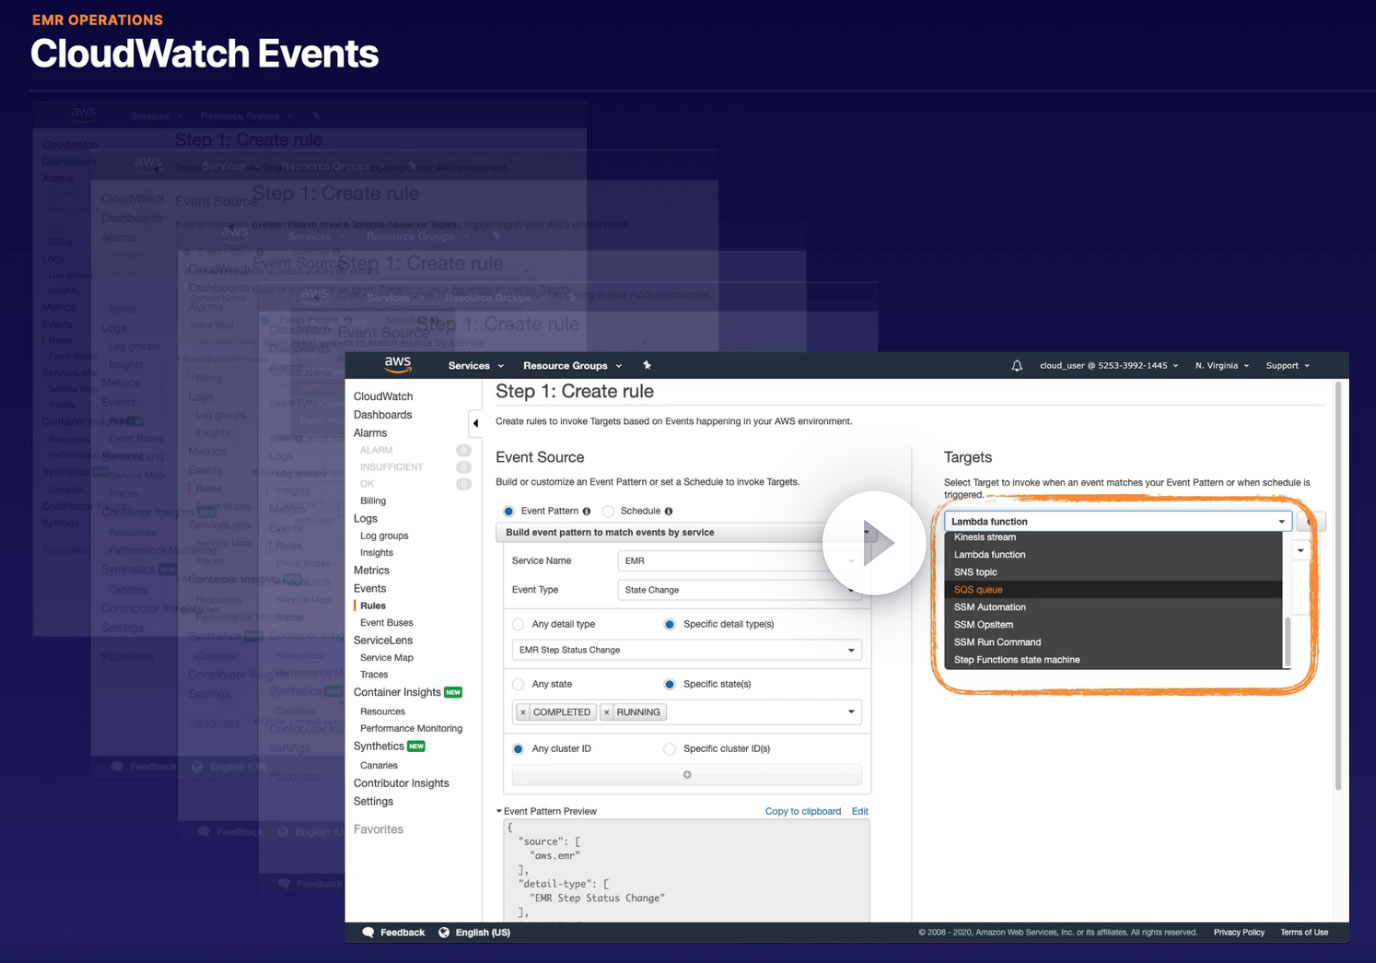 EMR OPERATIONS
CloudWatch Events
aws Services Resource Groups
cloud_user @ 5253-3992-1445 N. Virginia Support
CloudWatch
Dashboards
Alarms
ALARM 0
INSUFFICIENT 0
OK 0
Billing
Logs
Log groups
Insights
Metrics
Events
Rules
Event Buses
ServiceLens
Service Map
Traces
Container Insights NEW
Resources
Performance Monitoring
Synthetics NEW
Canaries
Contributor Insights
Settings
Favorites
Step 1: Create rule
Create rules to invoke Targets based on Events happening in your AWS environment.
Event Source
Build or customize an Event Pattern or set a Schedule to invoke Targets.
Event Pattern Schedule
Build event pattern to match events by service
Service Name EMR
Event Type State Change
Any detail type Specific detail type(s)
EMR Step Status Change
Any state Specific state(s)
× COMPLETED × RUNNING
Any cluster ID Specific cluster ID(s)
Event Pattern Preview Copy to clipboard Edit
{
"source": [
"aws.emr"
],
"detail-type": [
"EMR Step Status Change"
],
Targets
Select Target to invoke when an event matches your Event Pattern or when schedule is
triggered.
Lambda function
Kinesis stream
Lambda function
SNS topic
SQS queue
SSM Automation
SSM OpsItem
SSM Run Command
Step Functions state machine
Feedback English (US)
© 2008 - 2020, Amazon Web Services, Inc. or its affiliates. All rights reserved. Privacy Policy Terms of Use